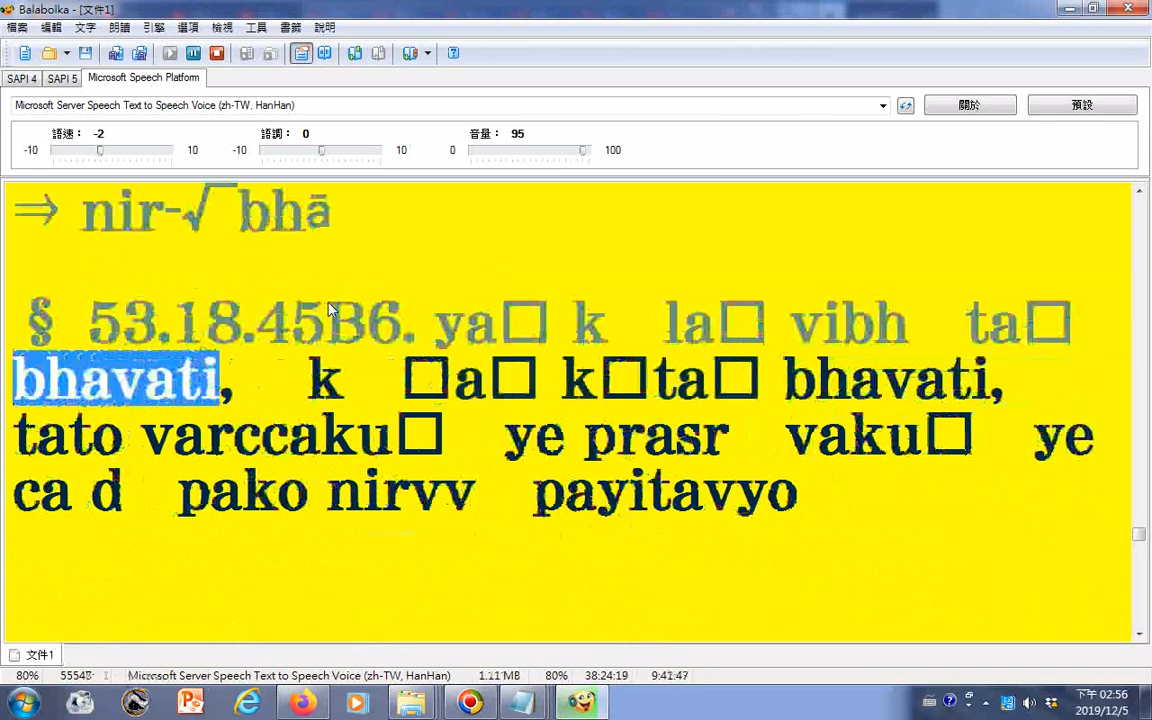 Balabolka - [文件1]
檔案 編輯 文字 朗讀 引擎 選項 檢視 工具 書籤 說明
SAPI 4 SAPI 5 Microsoft Speech Platform
Microsoft Server Speech Text to Speech Voice (zh-TW, HanHan) 關於 預設
語速： -2 語調： 0 音量： 95
-10 10 -10 10 0 100
⇒ nir-√ bhā
§ 53.18.45B6. ya□ k la□ vibh ta□
bhavati, k □a□ k□ta□ bhavati,
tato varccaku□ ye prasr vaku□ ye
ca d pako nirvv payitavyo
文件1
80% Microsoft Server Speech Text to Speech Voice (zh-TW, HanHan) 1.11 MB 80% 38:24:19 9:41:47
下午 02:56
2019/12/5